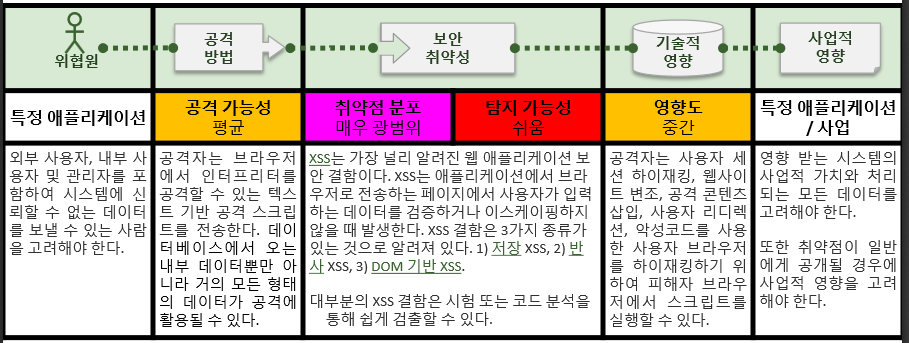 위협원
공격
방법
보안
취약성
기술적
영향
사업적
영향
특정 애플리케이션
공격 가능성
평균
취약점 분포
매우 광범위
탐지 가능성
쉬움
영향도
중간
특정 애플리케이션
/ 사업
외부 사용자, 내부 사
용자 및 관리자를 포
함하여 시스템에 신
뢰할 수 없는 데이터
를 보낼 수 있는 사람
을 고려해야 한다.
공격자는 브라우저
에서 인터프리터를
공격할 수 있는 텍스
트 기반 공격 스크립
트를 전송한다. 데이
터베이스에서 오는
내부 데이터뿐만 아
니라 거의 모든 형태
의 데이터가 공격에
활용될 수 있다.
XSS는 가장 널리 알려진 웹 애플리케이션 보
안 결함이다. XSS는 애플리케이션에서 브라
우저로 전송하는 페이지에서 사용자가 입력
하는 데이터를 검증하거나 이스케이핑하지
않을 때 발생한다. XSS 결함은 3가지 종류가
있는 것으로 알려져 있다. 1) 저장 XSS, 2) 반
사 XSS, 3) DOM 기반 XSS.
대부분의 XSS 결함은 시험 또는 코드 분석을
통해 쉽게 검출할 수 있다.
공격자는 사용자 세
션 하이재킹, 웹사이
트 변조, 공격 콘텐츠
삽입, 사용자 리디렉
션, 악성코드를 사용
한 사용자 브라우저
를 하이재킹하기 위
하여 피해자 브라우
저에서 스크립트를
실행할 수 있다.
영향 받는 시스템의
사업적 가치와 처리
되는 모든 데이터를
고려해야 한다.
또한 취약점이 일반
에게 공개될 경우에
사업적 영향을 고려
해야 한다.